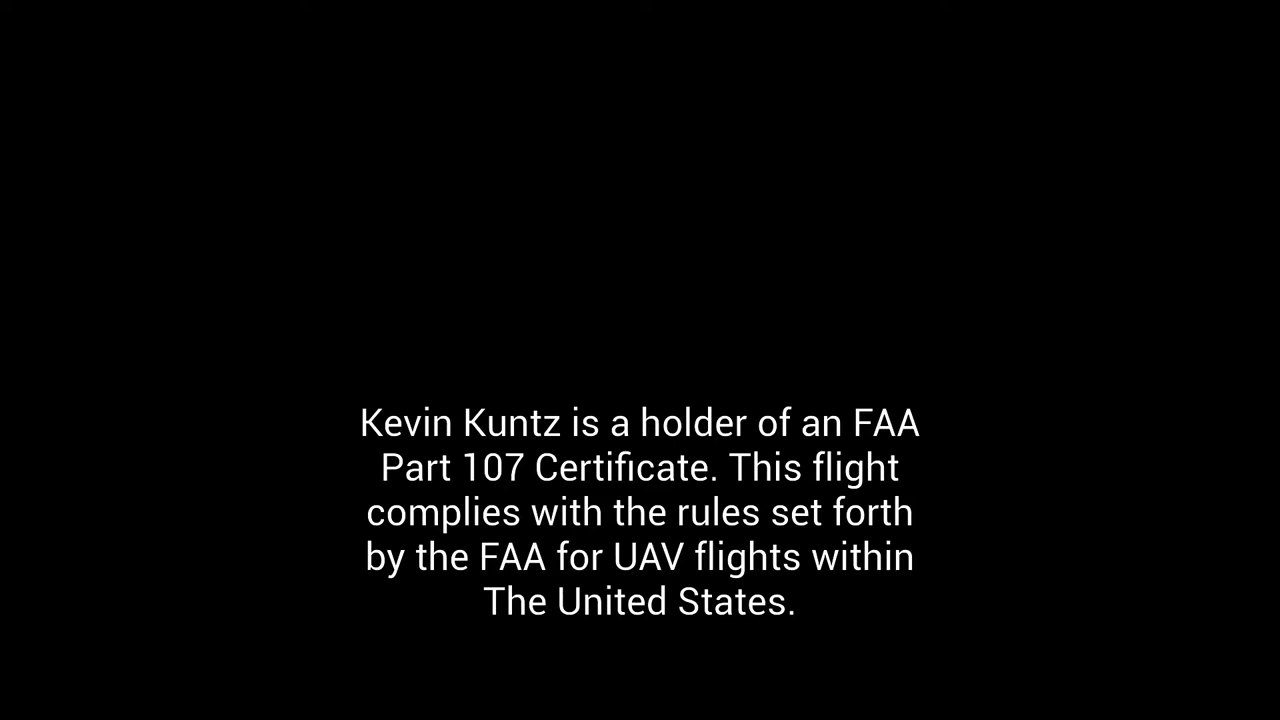 Kevin Kuntz is a holder of an FAA
Part 107 Certificate. This flight
complies with the rules set forth
by the FAA for UAV flights within
The United States.